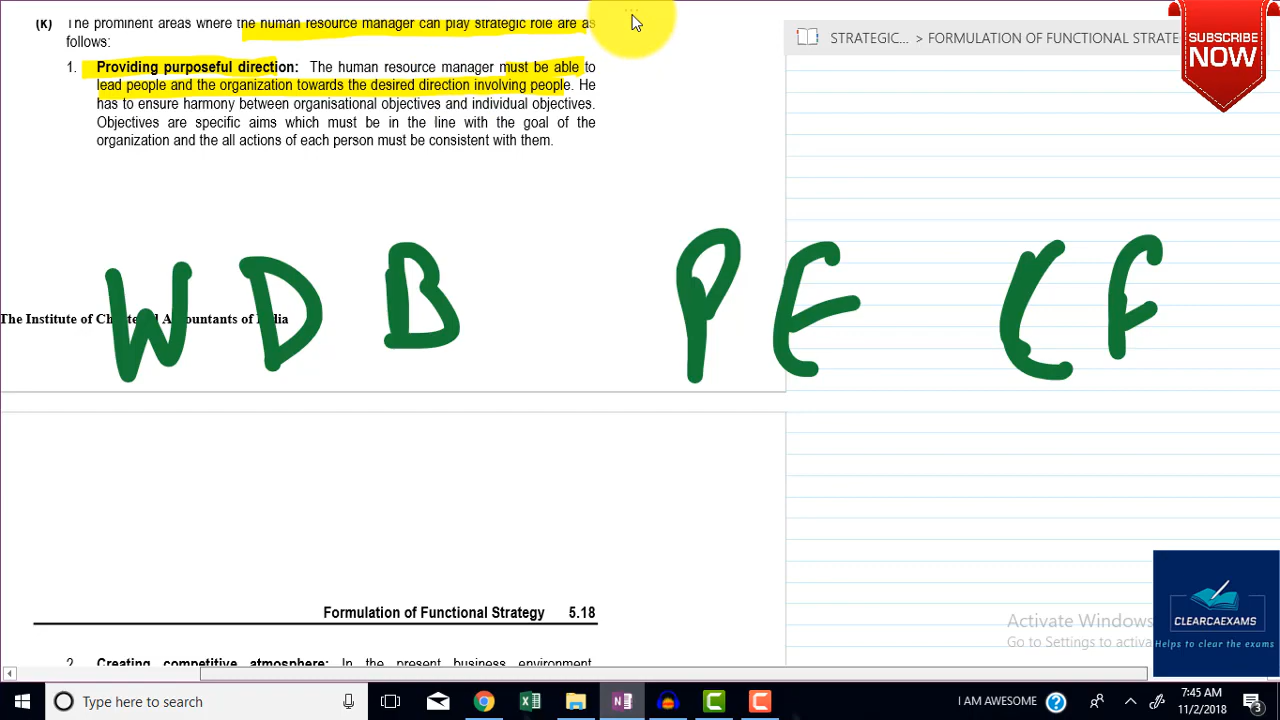 (K) The prominent areas where the human resource manager can play strategic role are as
follows:
1. Providing purposeful direction: The human resource manager must be able to
lead people and the organization towards the desired direction involving people. He
has to ensure harmony between organisational objectives and individual objectives.
Objectives are specific aims which must be in the line with the goal of the
organization and the all actions of each person must be consistent with them.
STRATEGIC... > FORMULATION OF FUNCTIONAL STRATE
SUBSCRIBE
NOW
W D B P E C F
The Institute of Chartered Accountants of India
Formulation of Functional Strategy 5.18
2. Creating competitive atmosphere: In the present business environment,
Activate Windows
Go to Settings to activa
CLEARCAEXAMS
Helps to clear the exams
Type here to search
I AM AWESOME
7:45 AM
11/2/2018
3